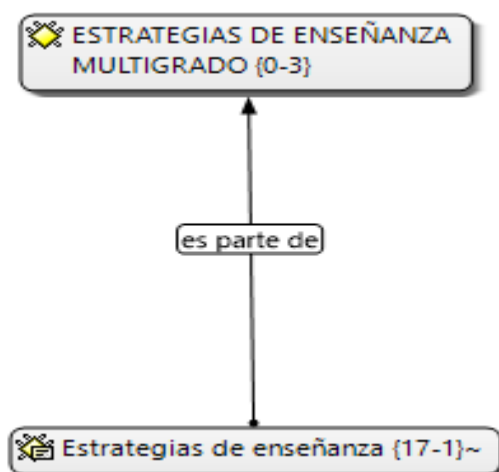 ESTRATEGIAS DE ENSEÑANZA
MULTIGRADO {0-3}
es parte de
Estrategias de enseñanza {17-1}~